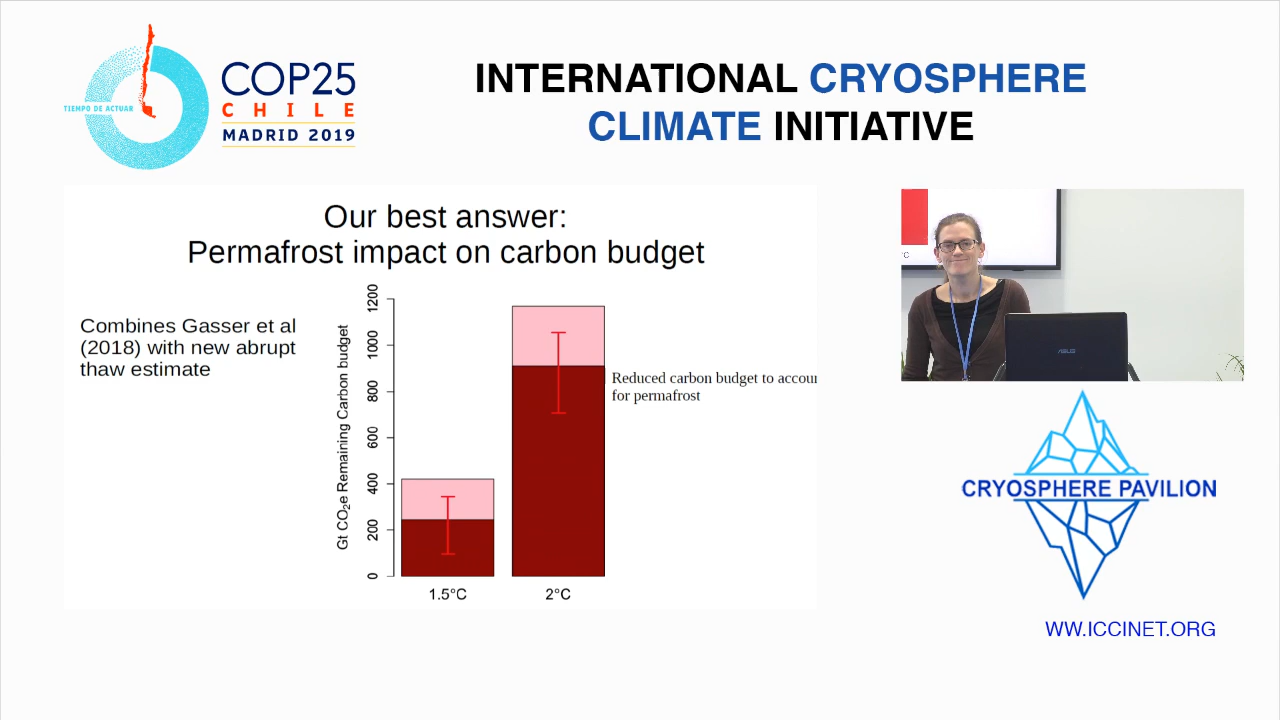 TIEMPO DE ACTUAR
COP25
CHILE
MADRID 2019
INTERNATIONAL CRYOSPHERE
CLIMATE INITIATIVE
Our best answer:
Permafrost impact on carbon budget
Combines Gasser et al
(2018) with new abrupt
thaw estimate
Gt CO2e Remaining Carbon budget
1200
1000
800
600
400
200
0
1.5°C
2°C
Reduced carbon budget to accou
for permafrost
°C
ASUS
CRYOSPHERE PAVILION
WW.ICCINET.ORG